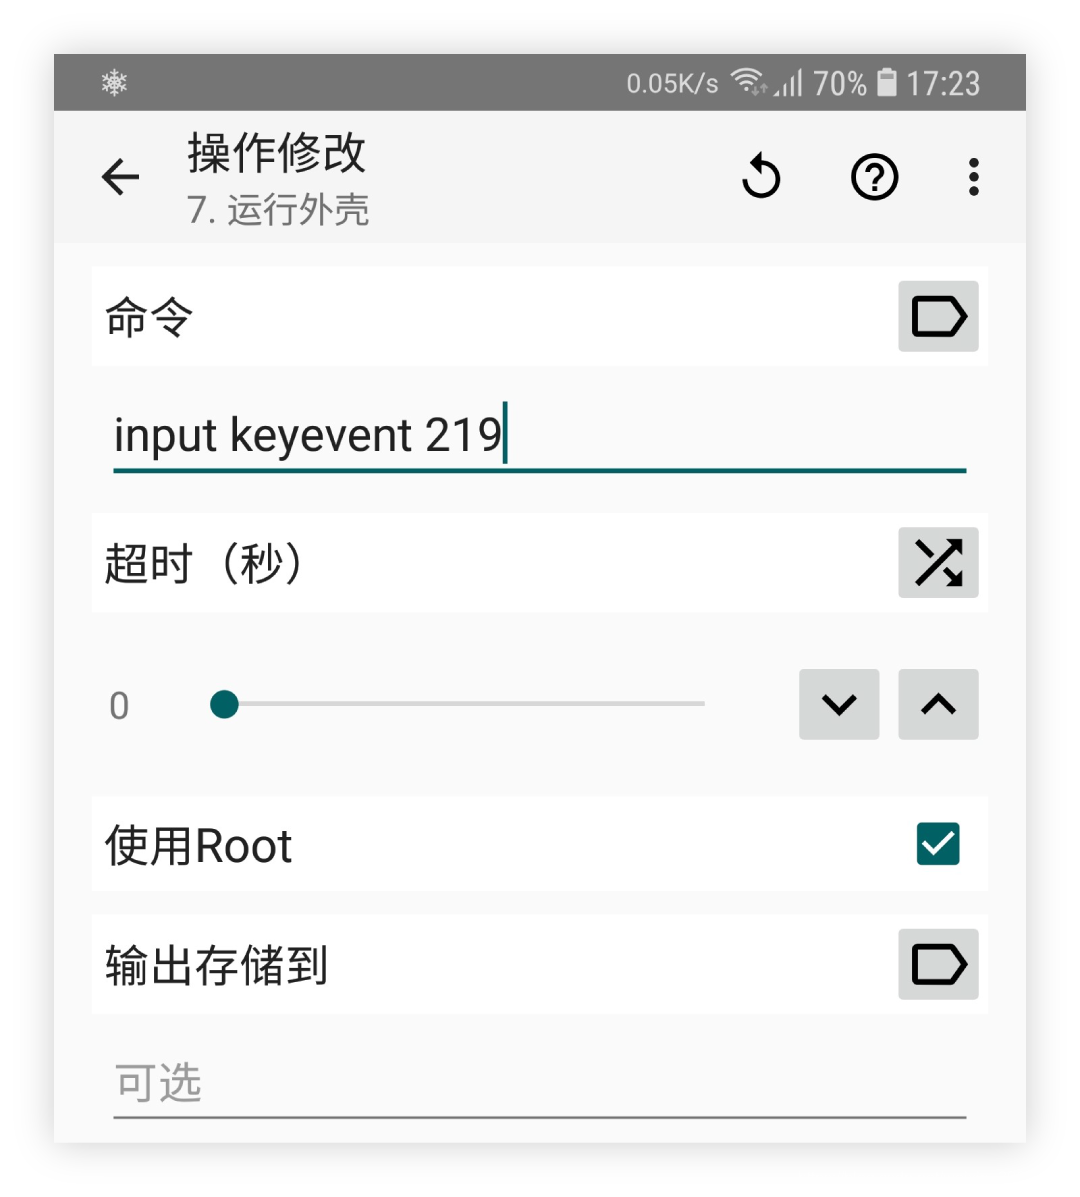 0.05K/s 70% 17:23
操作修改
7. 运行外壳
命令
input keyevent 219
超时（秒）
0
使用Root
输出存储到
可选